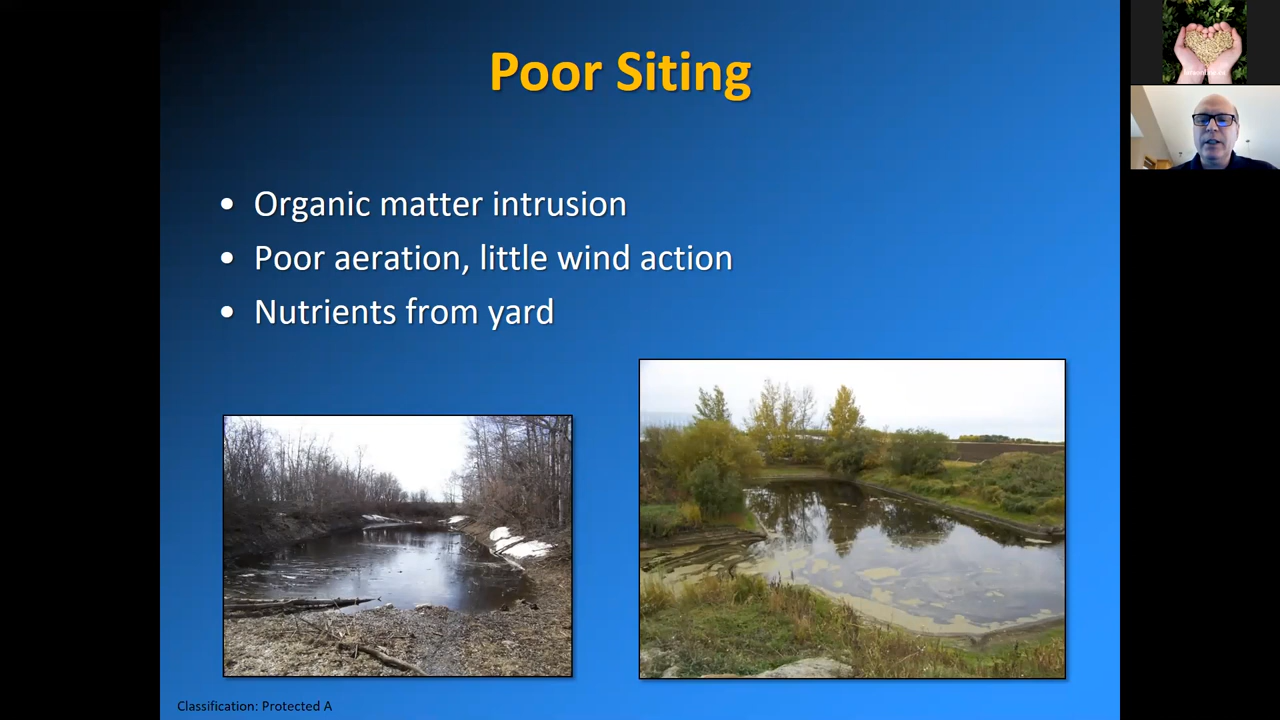 Poor Siting
• Organic matter intrusion
• Poor aeration, little wind action
• Nutrients from yard
Classification: Protected A